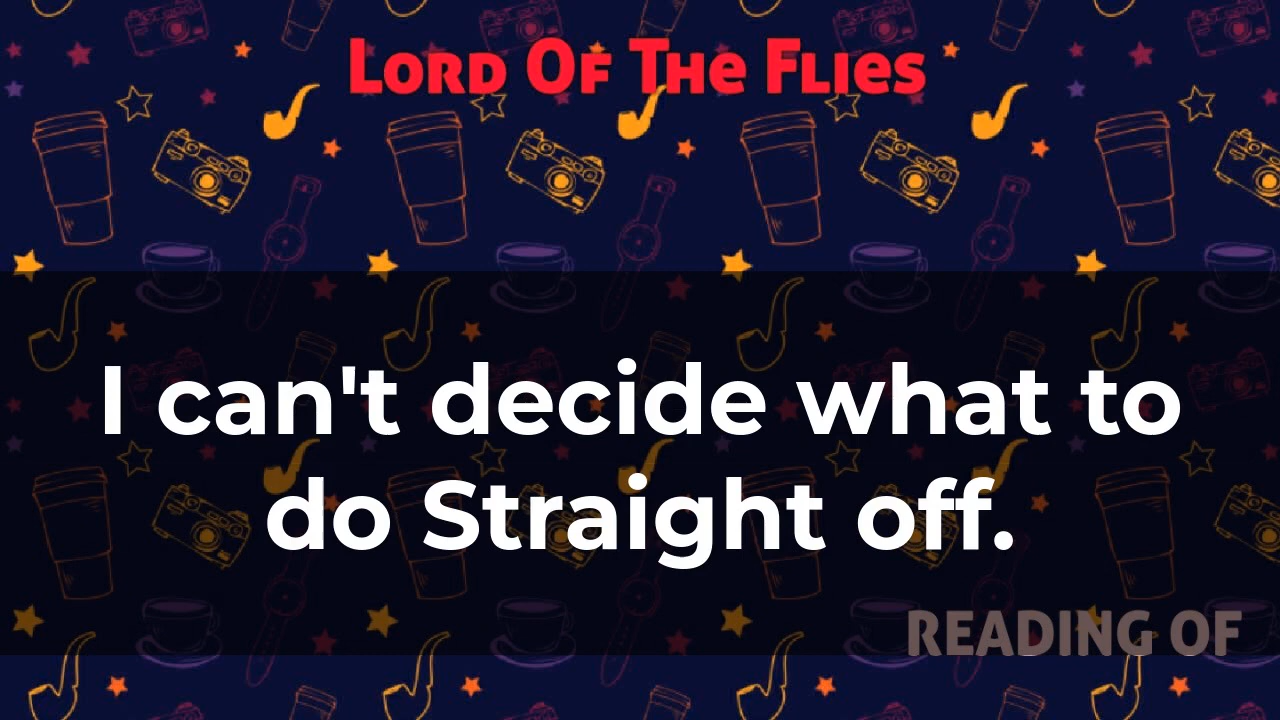 Lord Of The Flies
I can't decide what to
do Straight off.
READING OF